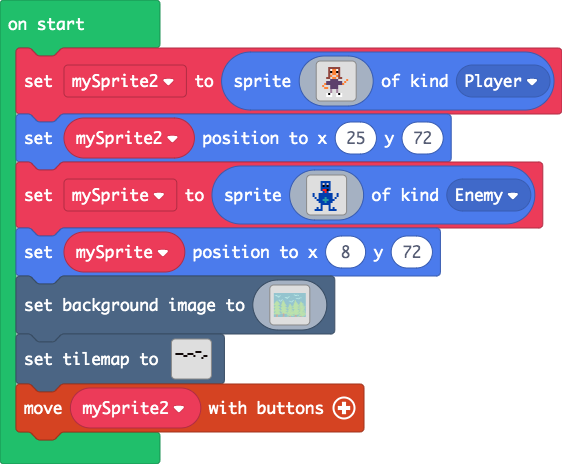 on start
set mySprite2 to sprite of kind Player
set mySprite2 position to x 25 y 72
set mySprite to sprite of kind Enemy
set mySprite position to x 8 y 72
set background image to
set tilemap to
move mySprite2 with buttons